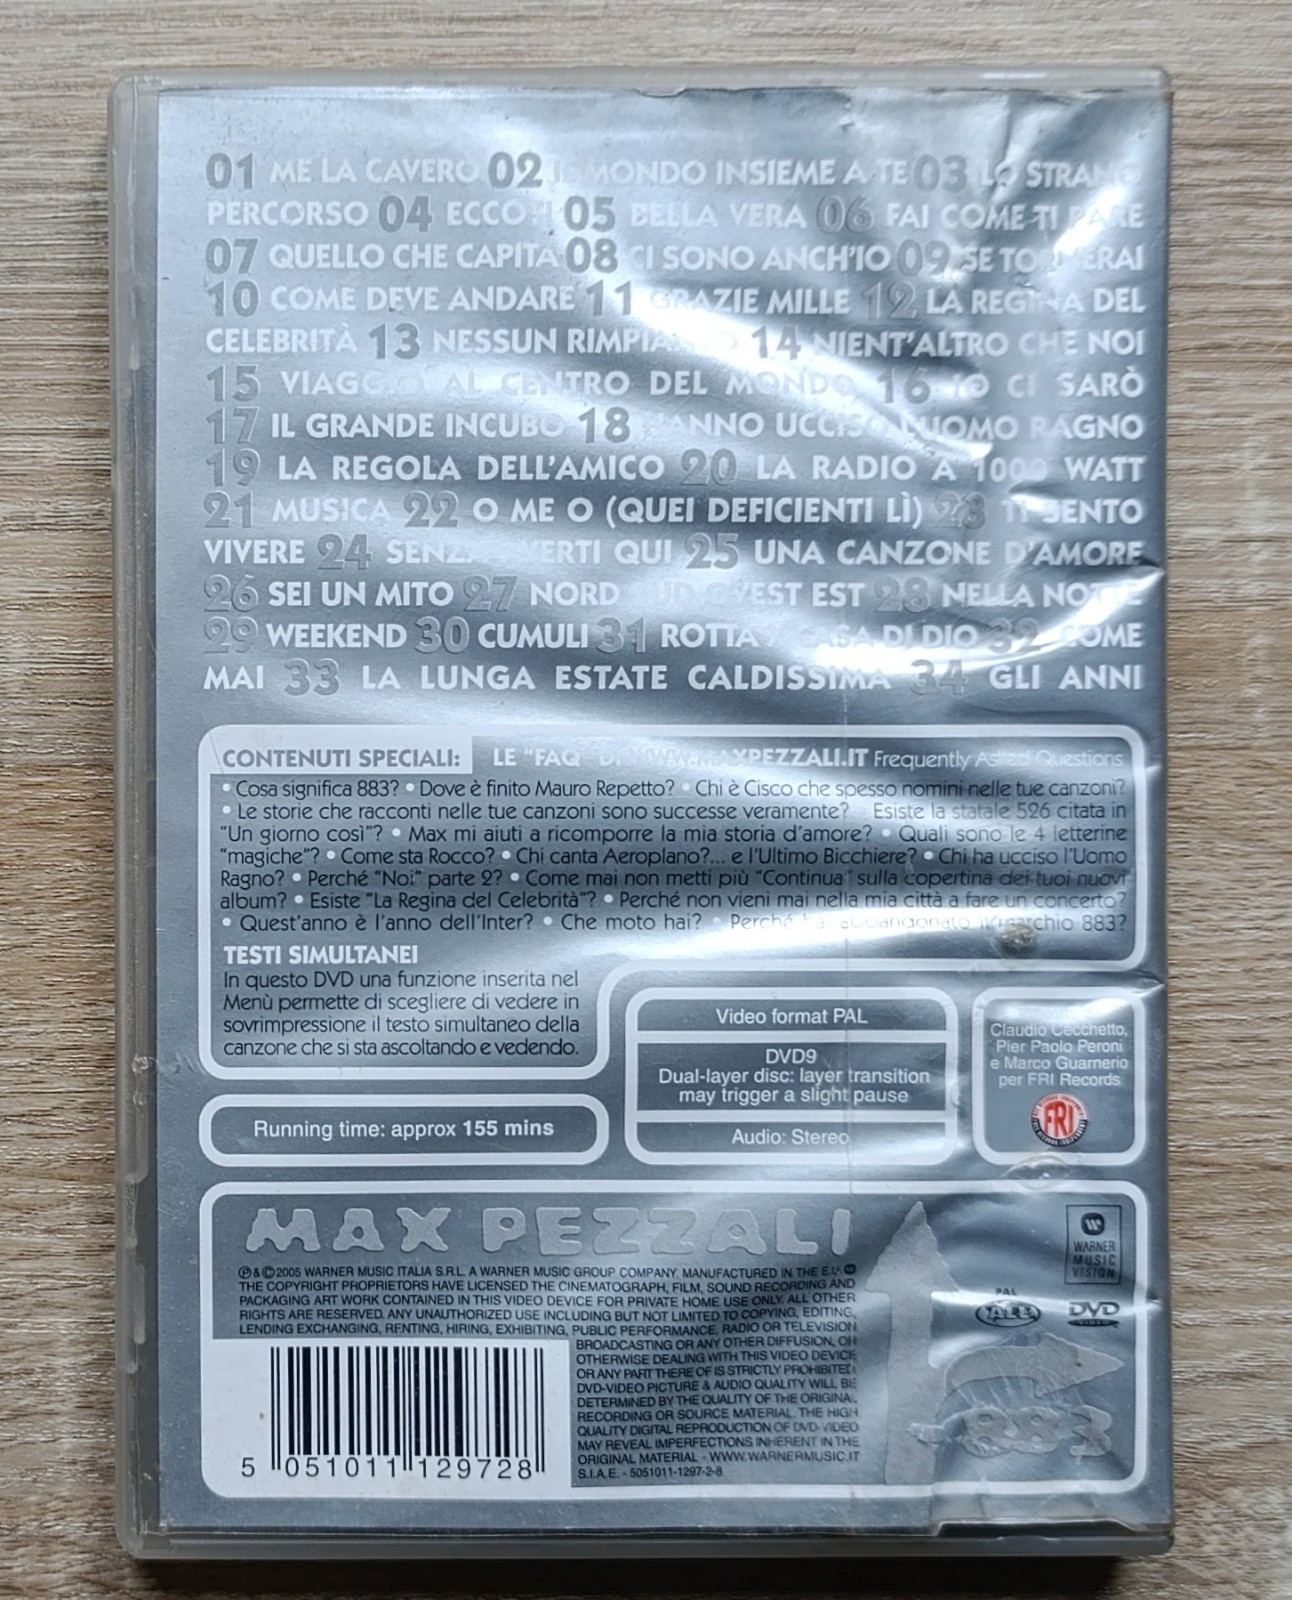 01 ME LA CAVERO 02 IL MONDO INSIEME A TE 03 LO STRANO
PERCORSO 04 ECCOTI 05 BELLA VERA 06 FAI COME TI PARE
07 QUELLO CHE CAPITA 08 CI SONO ANCH'IO 09 SE TORNERAI
10 COME DEVE ANDARE 11 GRAZIE MILLE 12 LA REGINA DEL
CELEBRITÀ 13 NESSUN RIMPIANTO 14 NIENT'ALTRO CHE NOI
15 VIAGGIO AL CENTRO DEL MONDO 16 IO CI SARÒ
17 IL GRANDE INCUBO 18 HANNO UCCISO L'UOMO RAGNO
19 LA REGOLA DELL'AMICO 20 LA RADIO A 1000 WATT
21 MUSICA 22 O ME O (QUEI DEFICIENTI LÌ) 23 TI SENTO
VIVERE 24 SENZA AVERTI QUI 25 UNA CANZONE D'AMORE
26 SEI UN MITO 27 NORD SUD OVEST EST 28 NELLA NOTTE
29 WEEKEND 30 CUMULI 31 ROTTA X CASA DI DIO 32 COME
MAI 33 LA LUNGA ESTATE CALDISSIMA 34 GLI ANNI
CONTENUTI SPECIALI: LE "FAQ" DI WWW.MAXPEZZALI.IT Frequently Asked Questions
• Cosa significa 883? • Dove è finito Mauro Repetto? • Chi è Cisco che spesso nomini nelle tue canzoni?
• Le storie che racconti nelle tue canzoni sono successe veramente? Esiste la statale 526 citata in
"Un giorno così"? • Max mi aiuti a ricomporre la mia storia d'amore? • Quali sono le 4 letterine
"magiche"? • Come sta Rocco? • Chi canta Aeroplano?... e l'Ultimo Bicchiere? • Chi ha ucciso l'Uomo
Ragno? • Perché "Noi" parte 2? • Come mai non metti più "Continua" sulla copertina dei tuoi nuovi
album? • Esiste "La Regina del Celebrità"? • Perché non vieni mai nella mia città a fare un concerto?
• Quest'anno è l'anno dell'Inter? • Che moto hai? • Perché hai abbandonato il marchio 883?
TESTI SIMULTANEI
In questo DVD una funzione inserita nel
Menù permette di scegliere di vedere in
sovrimpressione il testo simultaneo della
canzone che si sta ascoltando e vedendo.
Running time: approx 155 mins
Video format PAL
DVD9
Dual-layer disc: layer transition
may trigger a slight pause
Audio: Stereo
Claudio Cecchetto,
Pier Paolo Peroni
e Marco Guarnerio
per FRI Records
FRI
MAX PEZZALI
℗ & © 2005 WARNER MUSIC ITALIA S.R.L. A WARNER MUSIC GROUP COMPANY. MANUFACTURED IN THE E.U.
THE COPYRIGHT PROPRIETORS HAVE LICENSED THE CINEMATOGRAPH, FILM, SOUND RECORDING AND
PACKAGING ART WORK CONTAINED IN THIS VIDEO DEVICE FOR PRIVATE HOME USE ONLY. ALL OTHER
RIGHTS ARE RESERVED. ANY UNAUTHORIZED USE INCLUDING BUT NOT LIMITED TO COPYING, EDITING,
LENDING EXCHANGING, RENTING, HIRING, EXHIBITING, PUBLIC PERFORMANCE, RADIO OR TELEVISION
BROADCASTING OR ANY OTHER DIFFUSION, OR
OTHERWISE DEALING WITH THIS VIDEO DEVICE
OR ANY PART THERE OF IS STRICTLY PROHIBITED.
DVD-VIDEO PICTURE & AUDIO QUALITY WILL BE
DETERMINED BY THE QUALITY OF THE ORIGINAL
RECORDING OR SOURCE MATERIAL. THE HIGH
QUALITY DIGITAL REPRODUCTION OF DVD-VIDEO
MAY REVEAL IMPERFECTIONS INHERENT IN THE
ORIGINAL MATERIAL - WWW.WARNERMUSIC.IT
S.I.A.E. - 5051011-1297-2-8
5 051011 129728
WARNER
MUSIC
VISION
PAL
ALL
DVD
VIDEO
883